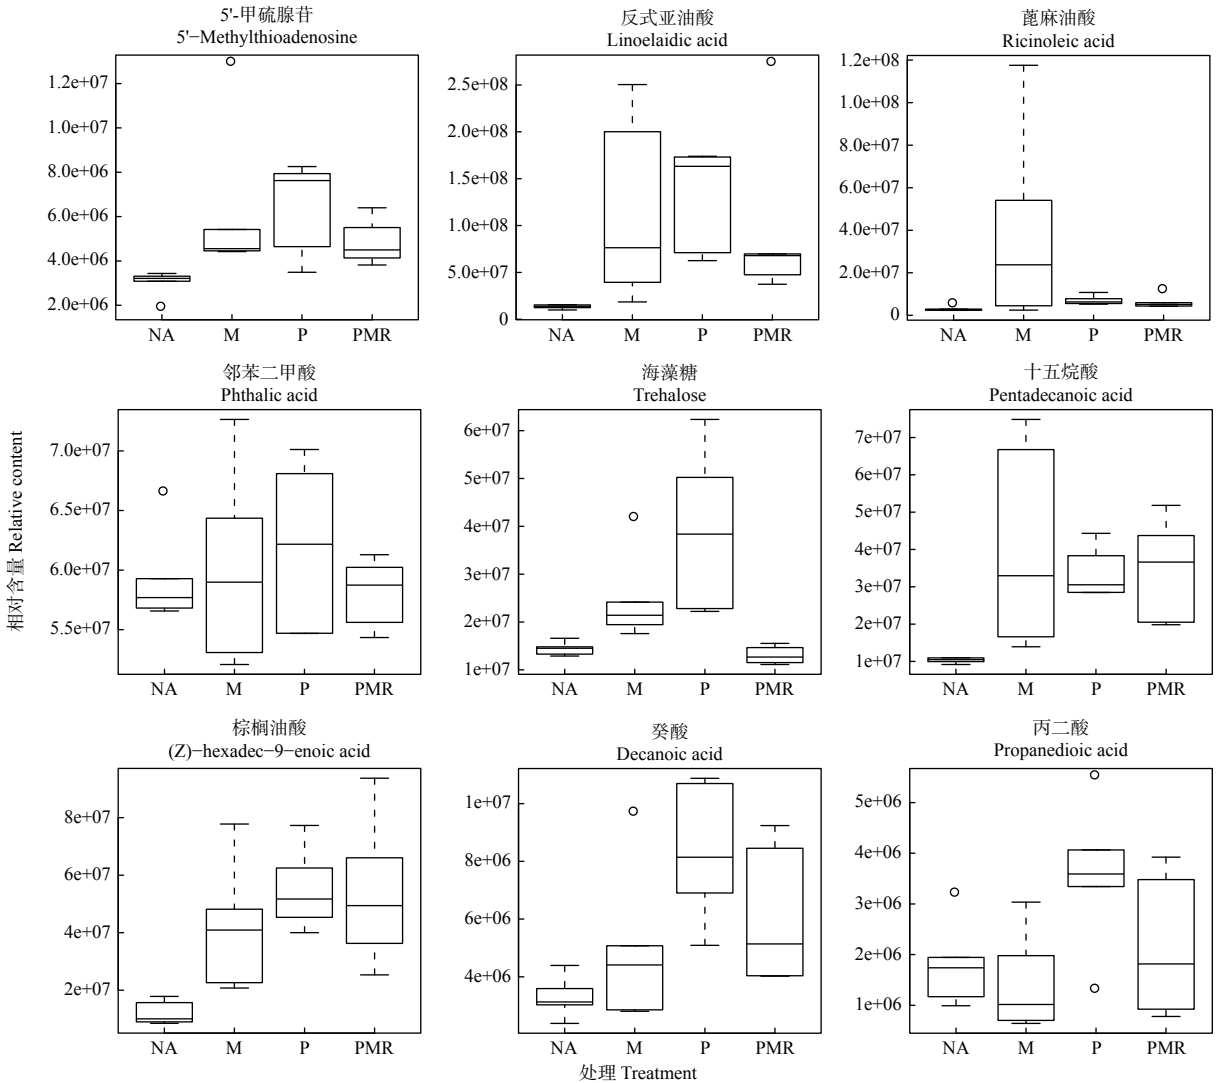 5'-甲硫腺苷
5'−Methylthioadenosine
1.2e+07
1.0e+07
8.0e+06
6.0e+06
4.0e+06
2.0e+06
NA M P PMR
反式亚油酸
Linoelaidic acid
2.5e+08
2.0e+08
1.5e+08
1.0e+08
5.0e+07
0
NA M P PMR
蓖麻油酸
Ricinoleic acid
1.2e+08
1.0e+08
8.0e+07
6.0e+07
4.0e+07
2.0e+07
0
NA M P PMR
相对含量 Relative content
邻苯二甲酸
Phthalic acid
7.0e+07
6.5e+07
6.0e+07
5.5e+07
NA M P PMR
海藻糖
Trehalose
6e+07
5e+07
4e+07
3e+07
2e+07
1e+07
NA M P PMR
十五烷酸
Pentadecanoic acid
7e+07
6e+07
5e+07
4e+07
3e+07
2e+07
1e+07
NA M P PMR
棕榈油酸
(Z)−hexadec−9−enoic acid
8e+07
6e+07
4e+07
2e+07
NA M P PMR
癸酸
Decanoic acid
1e+07
8e+06
6e+06
4e+06
NA M P PMR
丙二酸
Propanedioic acid
5e+06
4e+06
3e+06
2e+06
1e+06
NA M P PMR
处理 Treatment